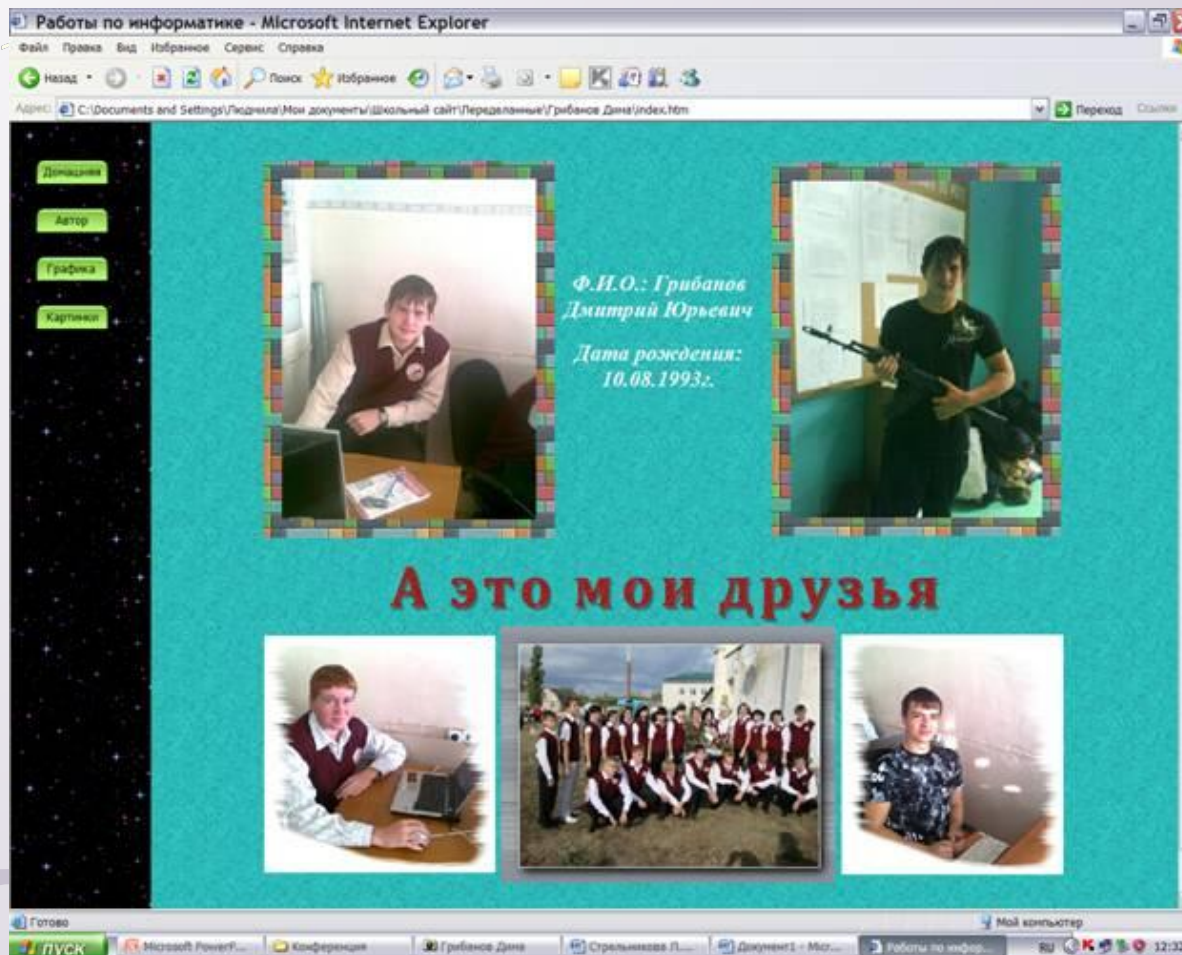 Работы по информатике - Microsoft Internet Explorer
Файл Правка Вид Избранное Сервис Справка
Назад Поиск Избранное
Адрес: C:\Documents and Settings\Людмила\Мои документы\Школьный сайт\Переделанные\Грибанов Дима\index.htm Переход Ссылки
Домашняя
Автор
Графика
Картинки
Ф.И.О.: Грибанов
Дмитрий Юрьевич
Дата рождения:
10.08.1993г.
А это мои друзья
Готово Мой компьютер
пуск Microsoft PowerP... Конференция Грибанов Дима Стрельникова Л.... Документ1 - Micr... Работы по инфор... RU 12:32